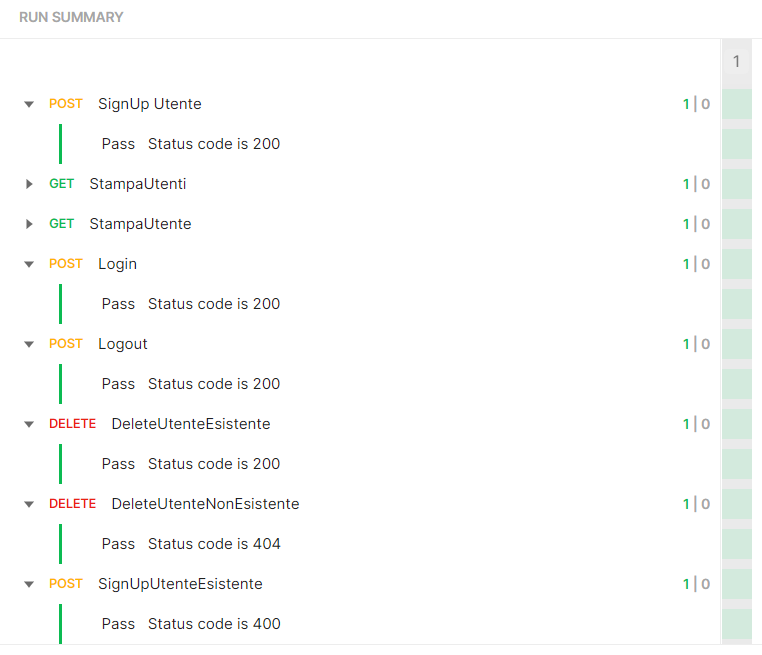 RUN SUMMARY
1
POST SignUp Utente 1 | 0
Pass Status code is 200
GET StampaUtenti 1 | 0
GET StampaUtente 1 | 0
POST Login 1 | 0
Pass Status code is 200
POST Logout 1 | 0
Pass Status code is 200
DELETE DeleteUtenteEsistente 1 | 0
Pass Status code is 200
DELETE DeleteUtenteNonEsistente 1 | 0
Pass Status code is 404
POST SignUpUtenteEsistente 1 | 0
Pass Status code is 400